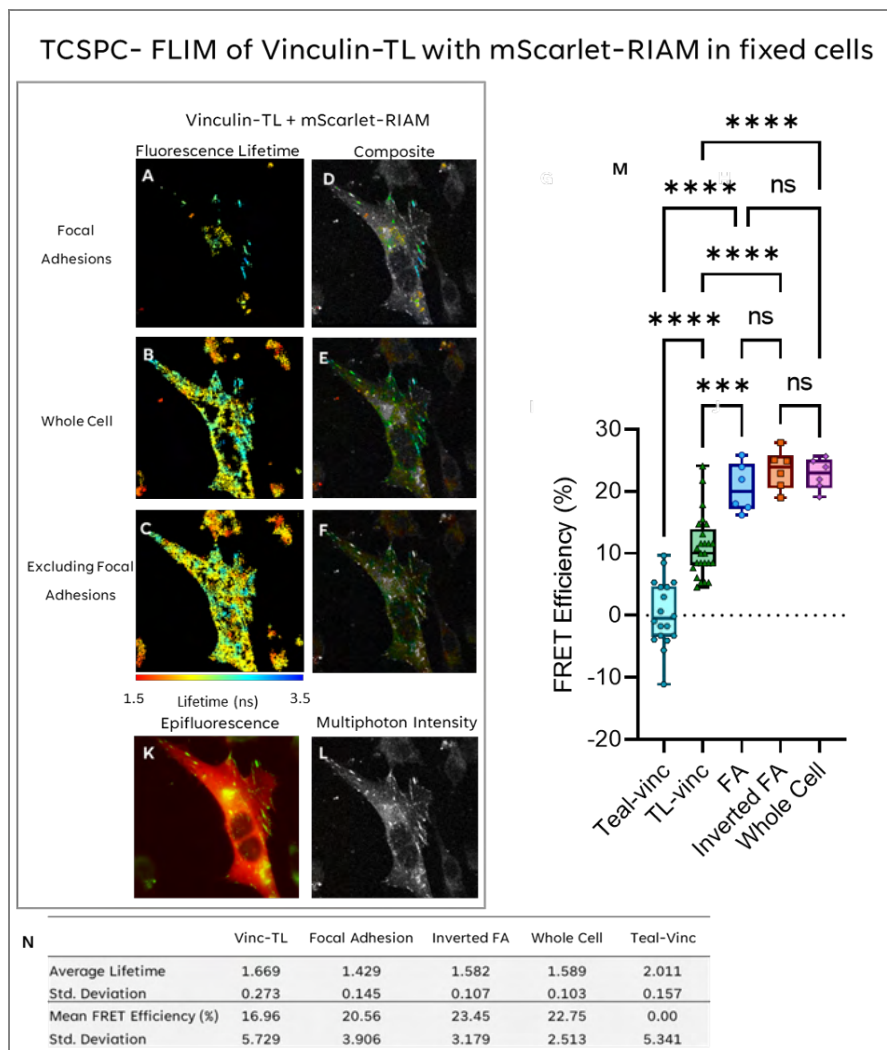 TCSPC- FLIM of Vinculin-TL with mScarlet-RIAM in fixed cells
Vinculin-TL + mScarlet-RIAM
Fluorescence Lifetime
Composite
A
D
Focal
Adhesions
B
E
Whole Cell
C
F
Excluding Focal
Adhesions
1.5
Lifetime (ns)
3.5
Epifluorescence
Multiphoton Intensity
K
L
M
****
****
ns
****
****
ns
***
ns
30
20
10
0
-10
-20
FRET Efficiency (%)
Teal-vinc
TL-vinc
FA
Inverted FA
Whole Cell
N
Vinc-TL Focal Adhesion Inverted FA Whole Cell Teal-Vinc
Average Lifetime 1.669 1.429 1.582 1.589 2.011
Std. Deviation 0.273 0.145 0.107 0.103 0.157
Mean FRET Efficiency (%) 16.96 20.56 23.45 22.75 0.00
Std. Deviation 5.729 3.906 3.179 2.513 5.341